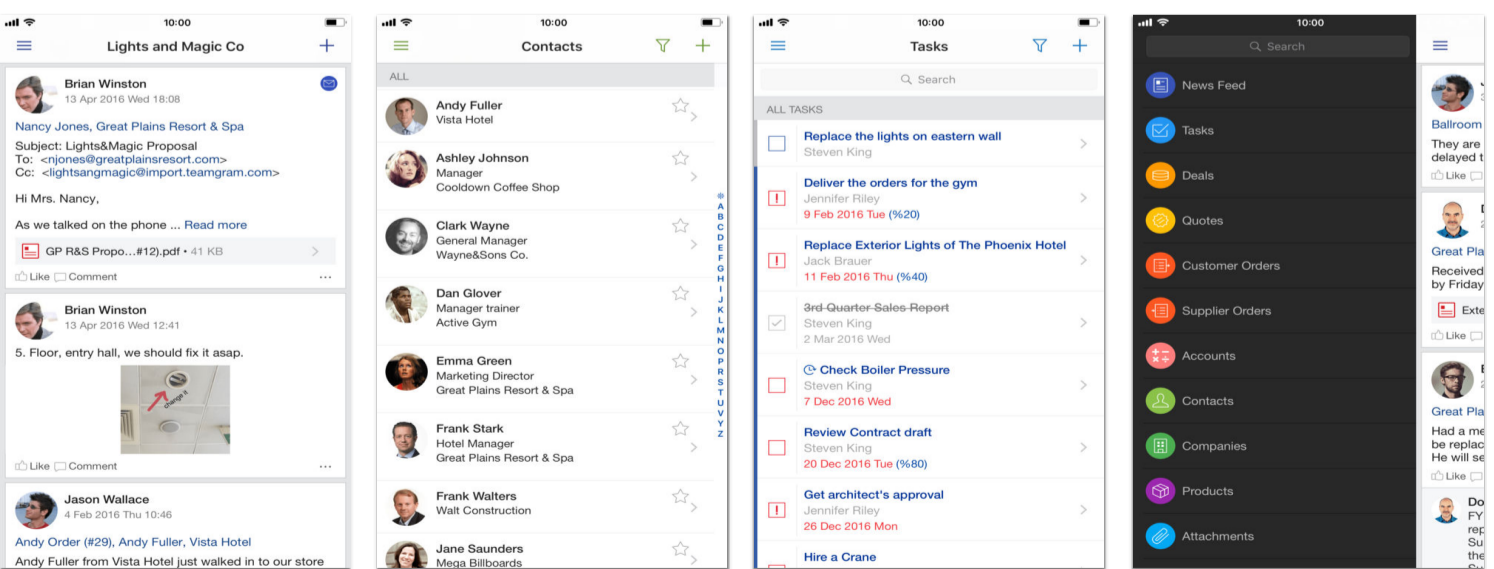 10:00
Lights and Magic Co
Brian Winston
13 Apr 2016 Wed 18:08
Nancy Jones, Great Plains Resort & Spa
Subject: Lights&Magic Proposal
To: <njones@greatplainsresort.com>
Cc: <lightsangmagic@import.teamgram.com>
Hi Mrs. Nancy,
As we talked on the phone ... Read more
GP R&S Propo...#12).pdf • 41 KB
Like Comment ...
Brian Winston
13 Apr 2016 Wed 12:41
5. Floor, entry hall, we should fix it asap.
change it
Like Comment ...
Jason Wallace
4 Feb 2016 Thu 10:46
Andy Order (#29), Andy Fuller, Vista Hotel
Andy Fuller from Vista Hotel just walked in to our store
10:00
Contacts
ALL
Andy Fuller
Vista Hotel
Ashley Johnson
Manager
Cooldown Coffee Shop
Clark Wayne
General Manager
Wayne&Sons Co.
Dan Glover
Manager trainer
Active Gym
Emma Green
Marketing Director
Great Plains Resort & Spa
Frank Stark
Hotel Manager
Great Plains Resort & Spa
Frank Walters
Walt Construction
Jane Saunders
Mega Billboards
A
B
C
D
E
F
G
H
I
J
K
L
M
N
O
P
R
S
T
U
V
Y
Z
10:00
Tasks
Search
ALL TASKS
Replace the lights on eastern wall
Steven King
Deliver the orders for the gym
Jennifer Riley
9 Feb 2016 Tue (%20)
Replace Exterior Lights of The Phoenix Hotel
Jack Brauer
11 Feb 2016 Thu (%40)
3rd Quarter Sales Report
Steven King
2 Mar 2016 Wed
Check Boiler Pressure
Steven King
7 Dec 2016 Wed
Review Contract draft
Steven King
20 Dec 2016 Tue (%80)
Get architect's approval
Jennifer Riley
26 Dec 2016 Mon
Hire a Crane
10:00
Search
News Feed
Tasks
Deals
Quotes
Customer Orders
Supplier Orders
Accounts
Contacts
Companies
Products
Attachments
Ballroom
They are
delayed t
Like
Great Pla
Received
by Friday
Exte
Like
Great Pla
Had a me
be replac
He will se
Like
Do
FY
rep
Su
the